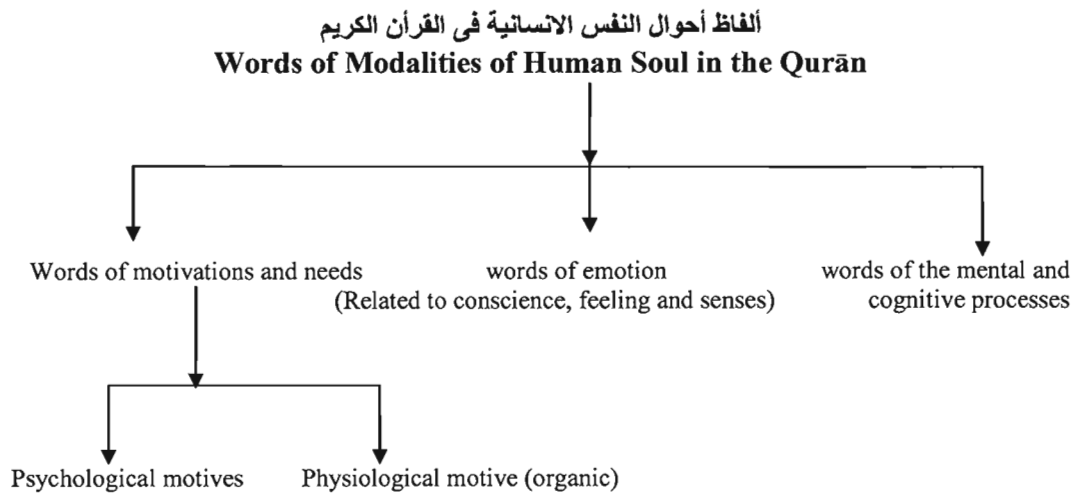 ألفاظ أحوال النفس الانسانية فى القرأن الكريم
Words of Modalities of Human Soul in the Qurān
Words of motivations and needs
words of emotion
(Related to conscience, feeling and senses)
words of the mental and
cognitive processes
Psychological motives
Physiological motive (organic)